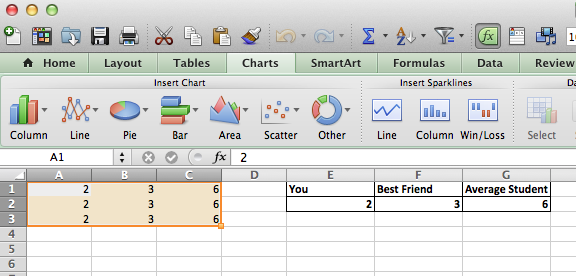 Home Layout Tables Charts SmartArt Formulas Data Review
Insert Chart Insert Sparklines
Column Line Pie Bar Area Scatter Other Line Column Win/Loss Select
A1 fx 2
A B C D E F G
1 2 3 6 You Best Friend Average Student
2 2 3 6 2 3 6
3 2 3 6
4
5
6
7